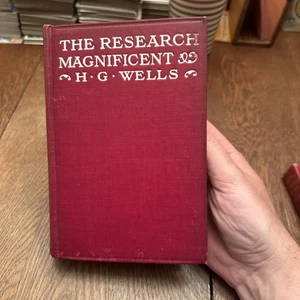 THE RESEARCH
MAGNIFICENT
H·G·WELLS